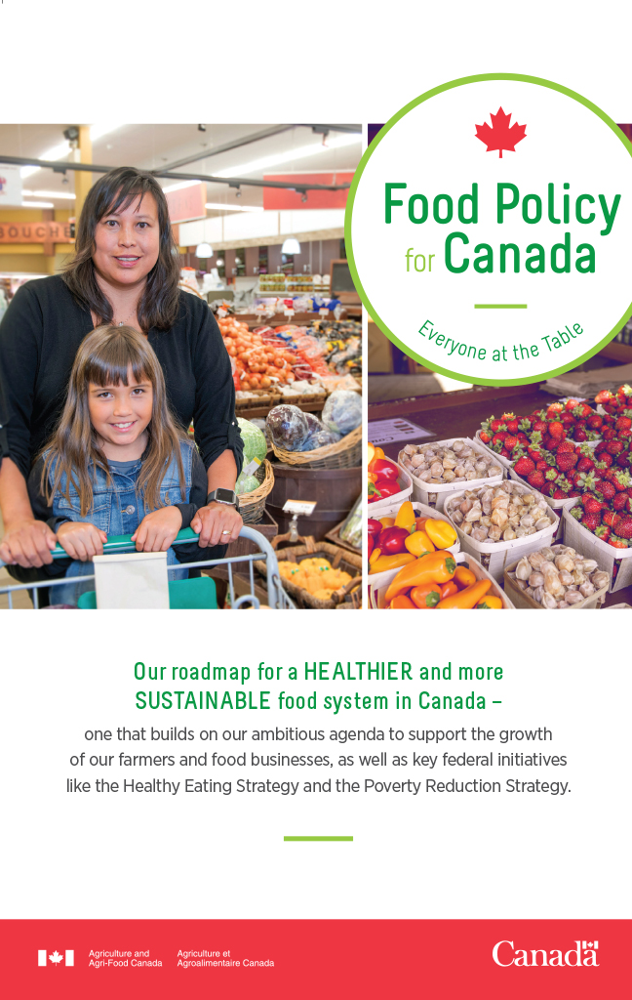 BOUCHE
Food Policy
for Canada
Everyone at the Table
Our roadmap for a HEALTHIER and more
SUSTAINABLE food system in Canada –
one that builds on our ambitious agenda to support the growth
of our farmers and food businesses, as well as key federal initiatives
like the Healthy Eating Strategy and the Poverty Reduction Strategy.
Agriculture and
Agri-Food Canada
Agriculture et
Agroalimentaire Canada
Canada